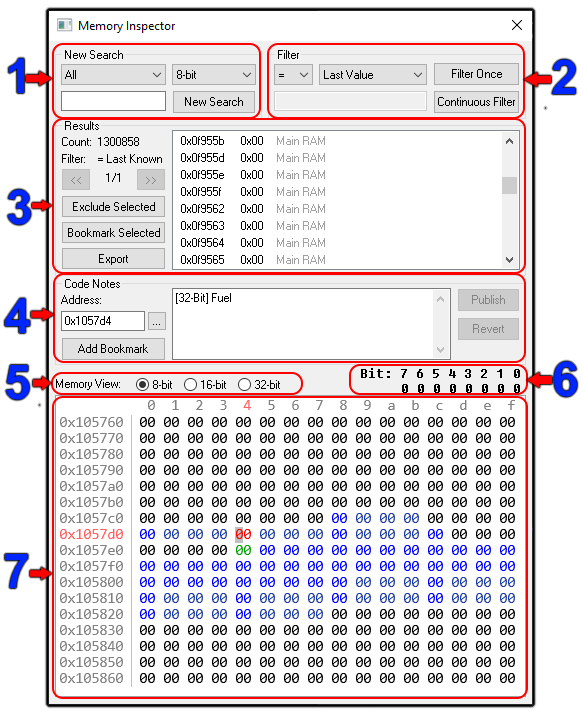 Memory Inspector
1
New Search
All 8-bit
New Search
2
Filter
= Last Value Filter Once
Continuous Filter
3
Results
Count: 1300858
Filter: = Last Known
<< 1/1 >>
Exclude Selected
Bookmark Selected
Export
0x0f955b 0x00 Main RAM
0x0f955d 0x00 Main RAM
0x0f955e 0x00 Main RAM
0x0f955f 0x00 Main RAM
0x0f9562 0x00 Main RAM
0x0f9563 0x00 Main RAM
0x0f9564 0x00 Main RAM
0x0f9565 0x00 Main RAM
4
Code Notes
Address:
0x1057d4 ...
Add Bookmark
[32-Bit] Fuel
Publish
Revert
5
Memory View: 8-bit 16-bit 32-bit
6
Bit: 7 6 5 4 3 2 1 0
0 0 0 0 0 0 0 0
7
0 1 2 3 4 5 6 7 8 9 a b c d e f
0x105760 00 00 00 00 00 00 00 00 00 00 00 00 00 00 00 00
0x105770 00 00 00 00 00 00 00 00 00 00 00 00 00 00 00 00
0x105780 00 00 00 00 00 00 00 00 00 00 00 00 00 00 00 00
0x105790 00 00 00 00 00 00 00 00 00 00 00 00 00 00 00 00
0x1057a0 00 00 00 00 00 00 00 00 00 00 00 00 00 00 00 00
0x1057b0 00 00 00 00 00 00 00 00 00 00 00 00 00 00 00 00
0x1057c0 00 00 00 00 00 00 00 00 00 00 00 00 00 00 00 00
0x1057d0 00 00 00 00 00 00 00 00 00 00 00 00 00 00 00 00
0x1057e0 00 00 00 00 00 00 00 00 00 00 00 00 00 00 00 00
0x1057f0 00 00 00 00 00 00 00 00 00 00 00 00 00 00 00 00
0x105800 00 00 00 00 00 00 00 00 00 00 00 00 00 00 00 00
0x105810 00 00 00 00 00 00 00 00 00 00 00 00 00 00 00 00
0x105820 00 00 00 00 00 00 00 00 00 00 00 00 00 00 00 00
0x105830 00 00 00 00 00 00 00 00 00 00 00 00 00 00 00 00
0x105840 00 00 00 00 00 00 00 00 00 00 00 00 00 00 00 00
0x105850 00 00 00 00 00 00 00 00 00 00 00 00 00 00 00 00
0x105860 00 00 00 00 00 00 00 00 00 00 00 00 00 00 00 00